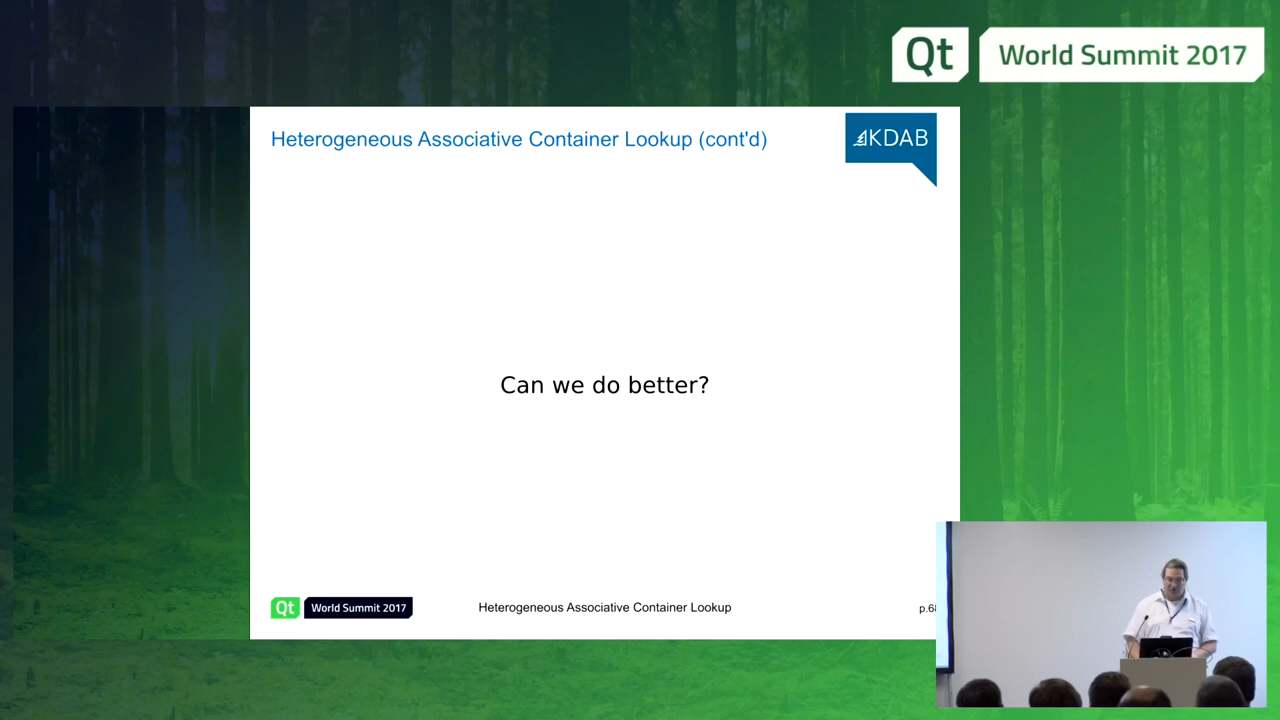 Qt World Summit 2017
Heterogeneous Associative Container Lookup (cont'd)
KDAB
Can we do better?
Qt World Summit 2017
Heterogeneous Associative Container Lookup